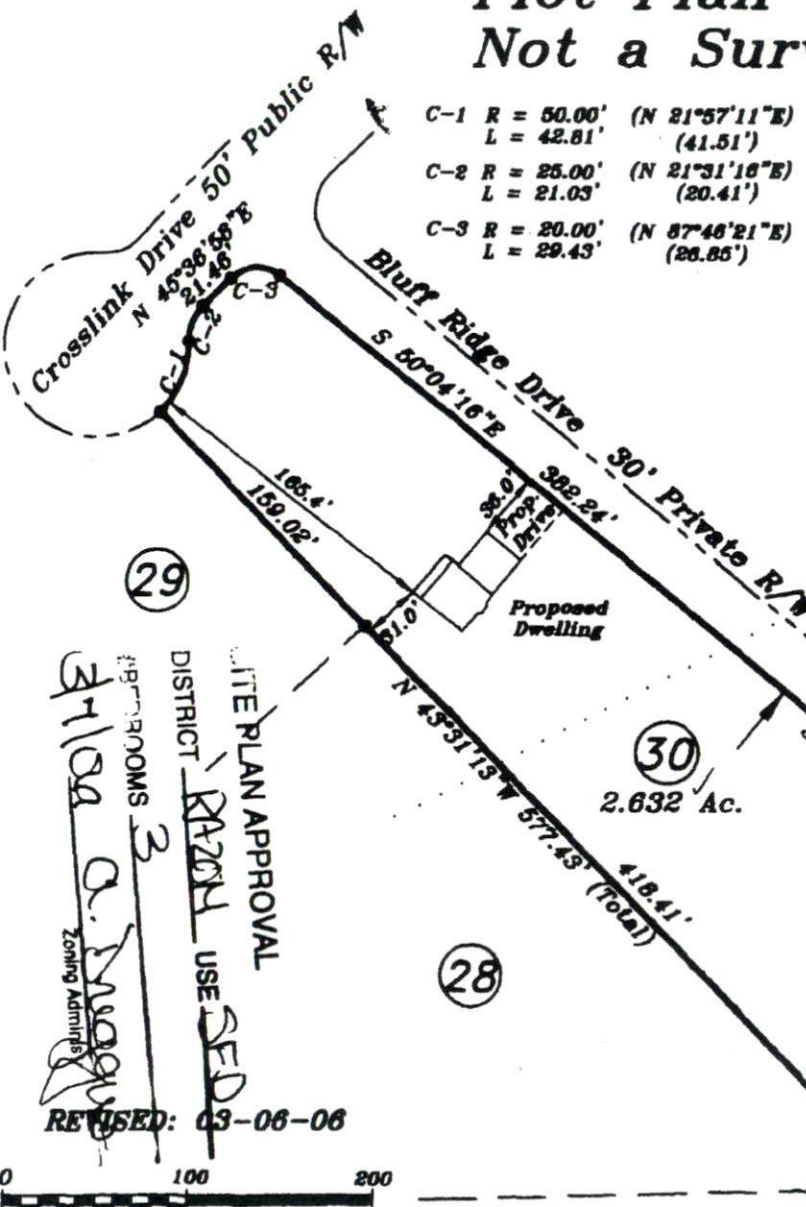 Not a Surv
C-1 R = 50.00' (N 21°57'11"E)
L = 42.81' (41.51')
C-2 R = 25.00' (N 21°31'16"E)
L = 21.03' (20.41')
C-3 R = 20.00' (N 87°46'21"E)
L = 29.43' (26.85')
Crosslink Drive 50' Public R/W
N 45°36'58"E
21.46'
C-3
C-2
C-1
Bluff Ridge Drive 30' Private R/W
S 50°04'16"E
382.24'
165.4'
159.02'
36.0'
Prop.
Drive
31.0'
Proposed
Dwelling
29
N 43°31'13"W 577.43' (Total)
418.41'
30
2.632 Ac.
28
SITE PLAN APPROVAL
DISTRICT RA20M USE SFD
BEDROOMS 3
Zoning Adminis
REVISED: 03-06-06
0 100 200